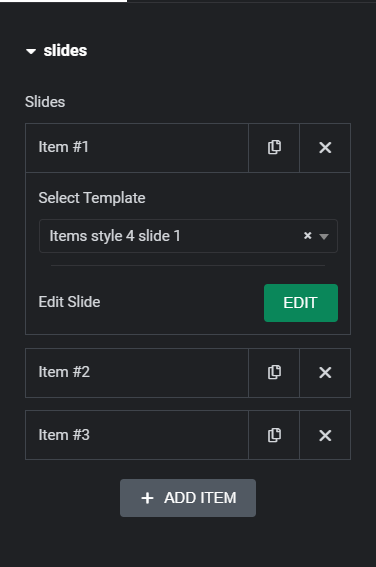 slides
Slides
Item #1
Select Template
Items style 4 slide 1
Edit Slide
EDIT
Item #2
Item #3
ADD ITEM